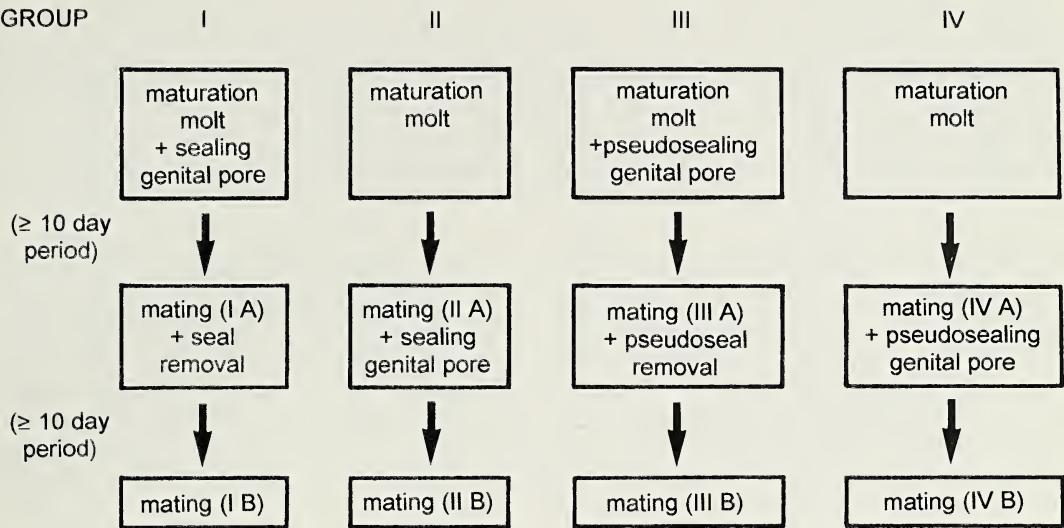 GROUP I II III IV
maturation
molt
+ sealing
genital pore
maturation
molt
maturation
molt
+pseudosealing
genital pore
maturation
molt
(≥ 10 day
period)
mating (I A)
+ seal
removal
mating (II A)
+ sealing
genital pore
mating (III A)
+ pseudoseal
removal
mating (IV A)
+ pseudosealing
genital pore
(≥ 10 day
period)
mating (I B)
mating (II B)
mating (III B)
mating (IV B)